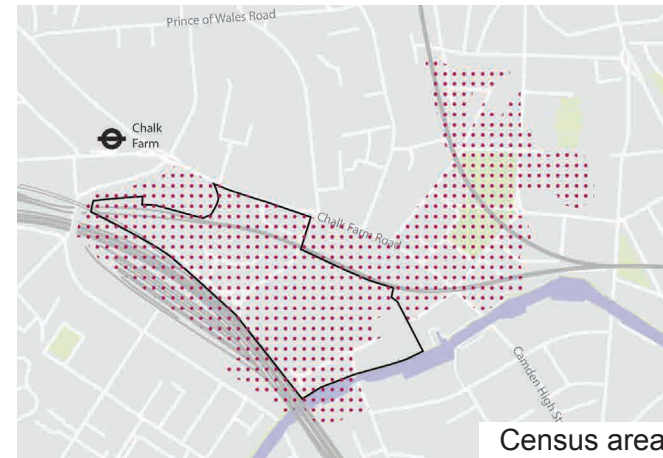 Prince of Wales Road
Chalk
Farm
Chalk Farm Road
Camden High St
Census area